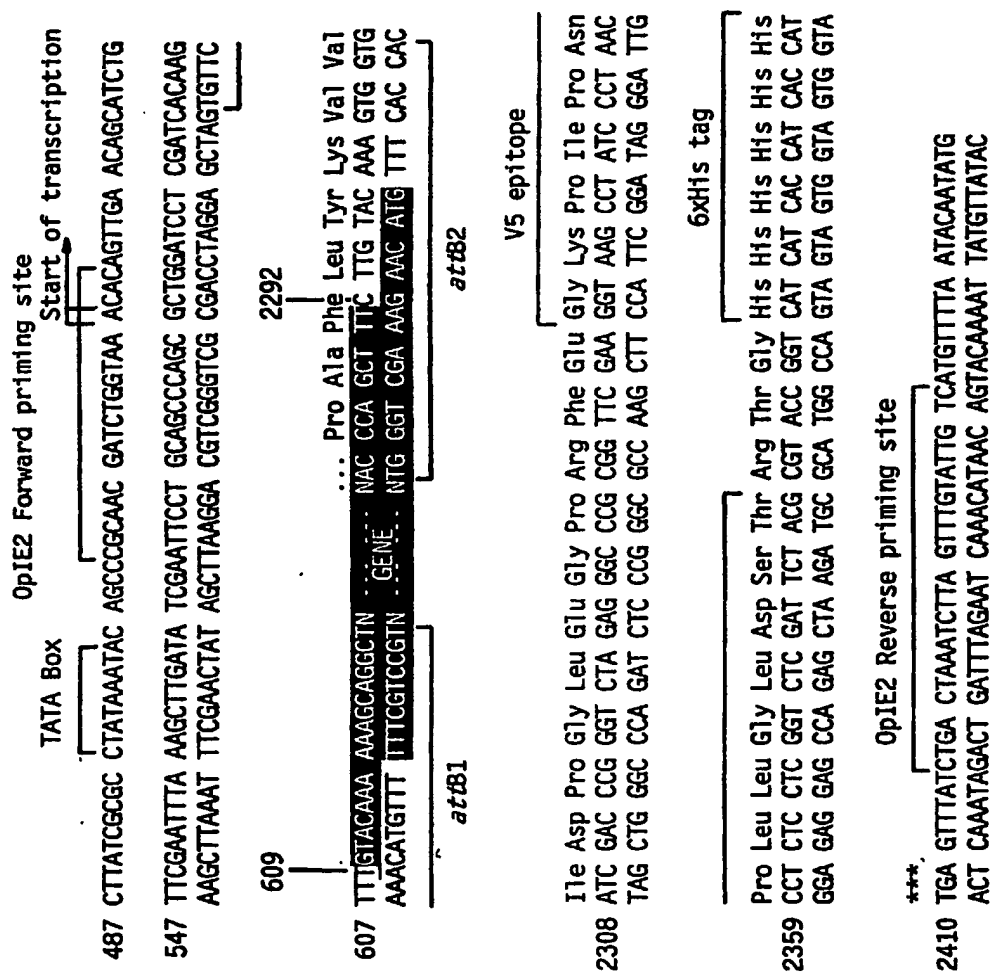 OpIE2 Forward priming site
TATA Box Start of transcription
487 CTTATCGCGC CTATAAATAC AGCCCGCAAC GATCTGGTAA ACACAGTTGA ACAGCATCTG
547 TTCGAATTTA AAGCTTGATA TCGAATTCCT GCAGCCCAGC GCTGGATCCT CGATCACAAG
AAGCTTAAAT TTCGAACTAT AGCTTAAGGA CGTCGGGTCG CGACCTAGGA GCTAGTGTTC
609 2292
... Pro Ala Phe Leu Tyr Lys Val Val
607 TTTGTACAAA AAAGCAGGCTN ... --- NAC CCA GCT TTC TTG TAC AAA GTG GTG
GENE
AAACATGTTT TTTCGTCCGTN ... --- NTG GGT CGA AAG AAC ATG TTT CAC CAC
attB1 attB2
V5 epitope
Ile Asp Pro Gly Leu Glu Gly Pro Arg Phe Glu Gly Lys Pro Ile Pro Asn
2308 ATC GAC CCG GGT CTA GAG GGC CCG CGG TTC GAA GGT AAG CCT ATC CCT AAC
TAG CTG GGC CCA GAT CTC CCG GGC GCC AAG CTT CCA TTC GGA TAG GGA TTG
6xHis tag
Pro Leu Gly Leu Asp Ser Thr Arg Thr Gly His His His His His His
2359 CCT CTC CTC GGT CTC GAT TCT ACG CGT ACC GGT CAT CAT CAC CAT CAC CAT
GGA GAG GAG CCA GAG CTA AGA TGC GCA TGG CCA GTA GTA GTG GTA GTG GTA
OpIE2 Reverse priming site
***
2410 TGA GTTTATCTGA CTAAATCTTA GTTTGTATTG TCATGTTTTA ATACAATATG
ACT CAAATAGACT GATTTAGAAT CAAACATAAC AGTACAAAAT TATGTTATAC